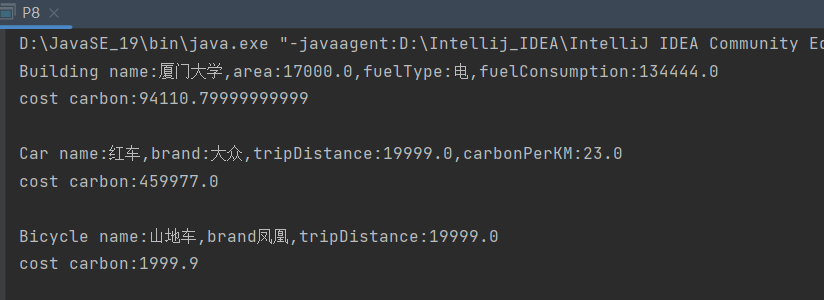 P8
D:\JavaSE_19\bin\java.exe "-javaagent:D:\Intellij_IDEA\IntelliJ IDEA Community Ed
Building name:厦门大学,area:17000.0,fuelType:电,fuelConsumption:134444.0
cost carbon:94110.79999999999
Car name:红车,brand:大众,tripDistance:19999.0,carbonPerKM:23.0
cost carbon:459977.0
Bicycle name:山地车,brand凤凰,tripDistance:19999.0
cost carbon:1999.9